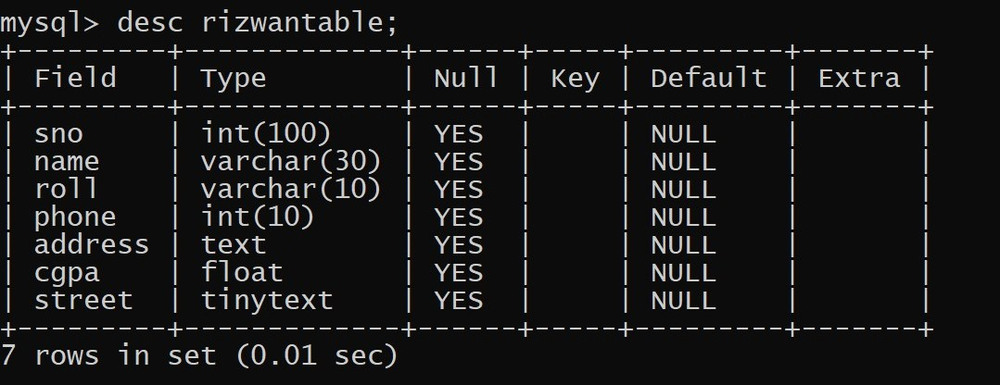 mysql> desc rizwantable;
+---------+-------------+------+-----+---------+-------+
| Field   | Type        | Null | Key | Default | Extra |
+---------+-------------+------+-----+---------+-------+
| sno     | int(100)    | YES  |     | NULL    |       |
| name    | varchar(30) | YES  |     | NULL    |       |
| roll    | varchar(10) | YES  |     | NULL    |       |
| phone   | int(10)     | YES  |     | NULL    |       |
| address | text        | YES  |     | NULL    |       |
| cgpa    | float       | YES  |     | NULL    |       |
| street  | tinytext    | YES  |     | NULL    |       |
+---------+-------------+------+-----+---------+-------+
7 rows in set (0.01 sec)